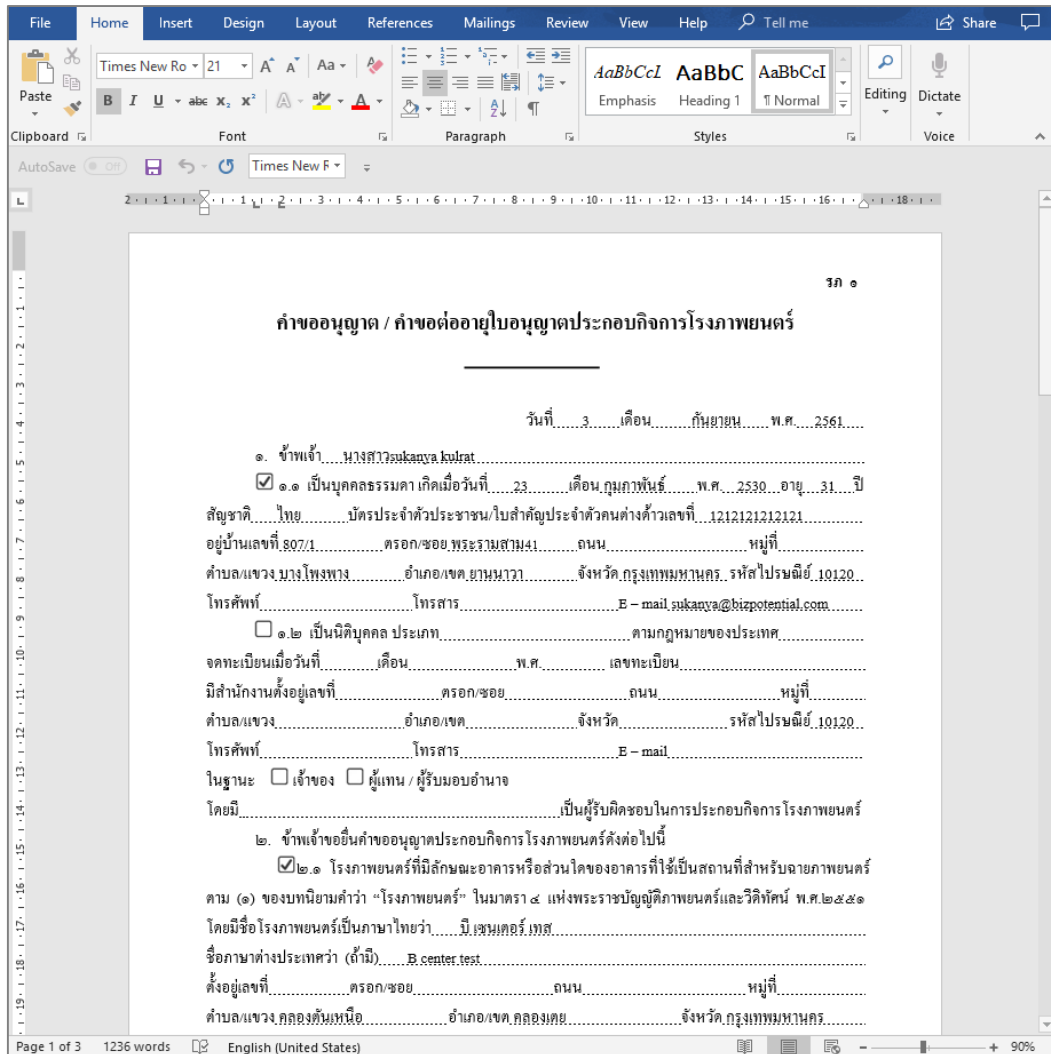 File Home Insert Design Layout References Mailings Review View Help Tell me Share
Times New Ro 21 A A Aa A
Paste B I U abc X₂ X² A aby A
AaBbCcI AaBbC AaBbCcI
Emphasis Heading 1 ¶ Normal
Editing Dictate
Clipboard Font Paragraph Styles Voice
AutoSave Off Times New F
2 1 1 2 3 4 5 6 7 8 9 10 11 12 13 14 15 16 18
รภ ๑
คำขออนุญาต / คำขอต่ออายุใบอนุญาตประกอบกิจการโรงภาพยนตร์
วันที่ 3 เดือน กันยายน พ.ศ. 2561
๑. ข้าพเจ้า นางสาวsukanya kulrat
๑.๑ เป็นบุคคลธรรมดา เกิดเมื่อวันที่ 23 เดือน กุมภาพันธ์ พ.ศ. 2530 อายุ 31 ปี
สัญชาติ ไทย บัตรประจำตัวประชาชน/ใบสำคัญประจำตัวคนต่างด้าวเลขที่ 1212121212121
อยู่บ้านเลขที่ 807/1 ตรอก/ซอย พระรามสาม41 ถนน หมู่ที่
ตำบล/แขวง บางโพงพาง อำเภอ/เขต ยานนาวา จังหวัด กรุงเทพมหานคร รหัสไปรษณีย์ 10120
โทรศัพท์ โทรสาร E – mail sukanya@bizpotential.com
๑.๒ เป็นนิติบุคคล ประเภท ตามกฎหมายของประเทศ
จดทะเบียนเมื่อวันที่ เดือน พ.ศ. เลขทะเบียน
มีสำนักงานตั้งอยู่เลขที่ ตรอก/ซอย ถนน หมู่ที่
ตำบล/แขวง อำเภอ/เขต จังหวัด รหัสไปรษณีย์ 10120
โทรศัพท์ โทรสาร E – mail
ในฐานะ เจ้าของ ผู้แทน / ผู้รับมอบอำนาจ
โดยมี เป็นผู้รับผิดชอบในการประกอบกิจการโรงภาพยนตร์
๒. ข้าพเจ้าขอยื่นคำขออนุญาตประกอบกิจการโรงภาพยนตร์ดังต่อไปนี้
๒.๑ โรงภาพยนตร์ที่มีลักษณะอาคารหรือส่วนใดของอาคารที่ใช้เป็นสถานที่สำหรับฉายภาพยนตร์
ตาม (๑) ของบทนิยามคำว่า “โรงภาพยนตร์” ในมาตรา ๔ แห่งพระราชบัญญัติภาพยนตร์และวีดิทัศน์ พ.ศ.๒๕๕๑
โดยมีชื่อโรงภาพยนตร์เป็นภาษาไทยว่า บี เซนเตอร์ เทส
ชื่อภาษาต่างประเทศว่า (ถ้ามี) B center test
ตั้งอยู่เลขที่ ตรอก/ซอย ถนน หมู่ที่
ตำบล/แขวง คลองตันเหนือ อำเภอ/เขต คลองเตย จังหวัด กรุงเทพมหานคร
Page 1 of 3 1236 words English (United States) 90%